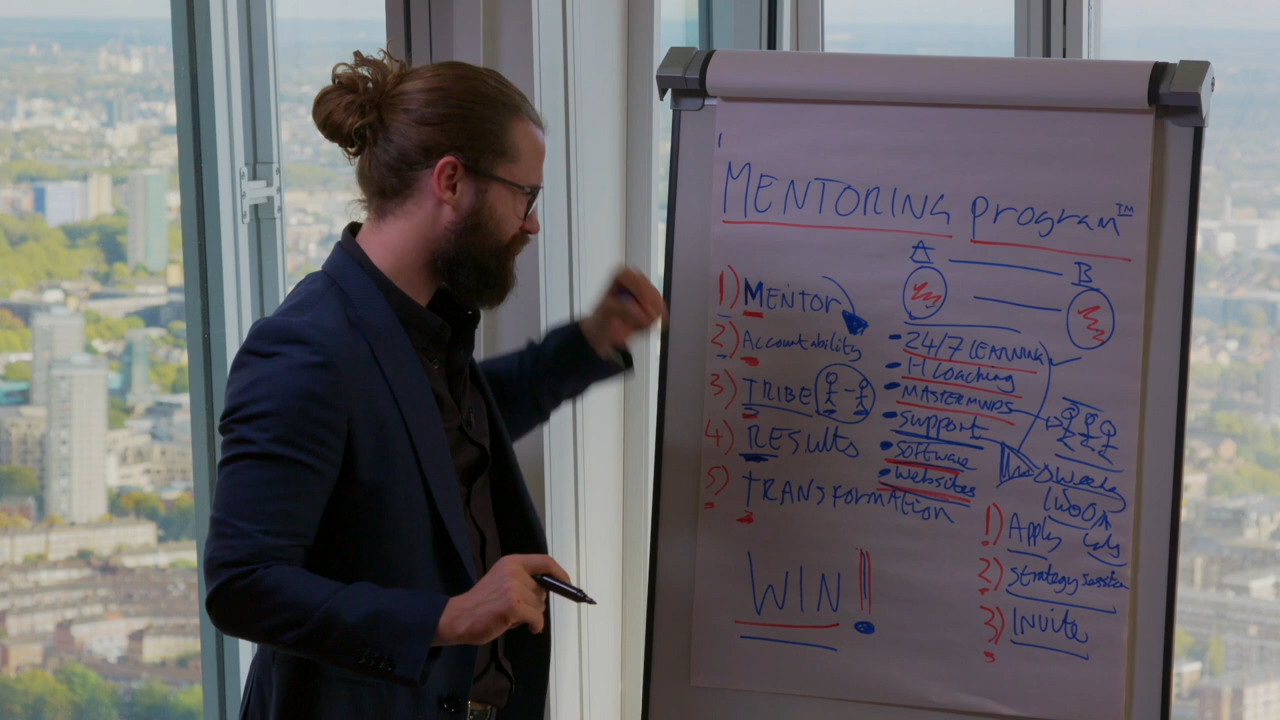 MENTORING program™
A
B
1) MENTOR
2) Accountability
3) TRIBE
4) RESULTS
5) TRANSFORMATION
24/7 LEARNING
1-1 Coaching
MASTERMINDS
Support
Software
websites
weekly
WIN!
1) Apply
2) Strategy session
3) Invite